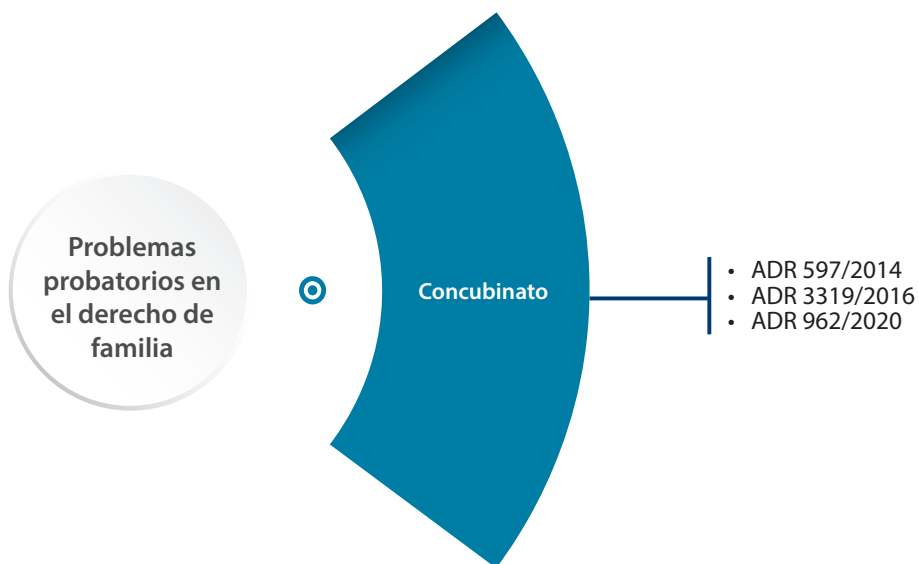 Problemas
probatorios en
el derecho de
familia
Concubinato
• ADR 597/2014
• ADR 3319/2016
• ADR 962/2020